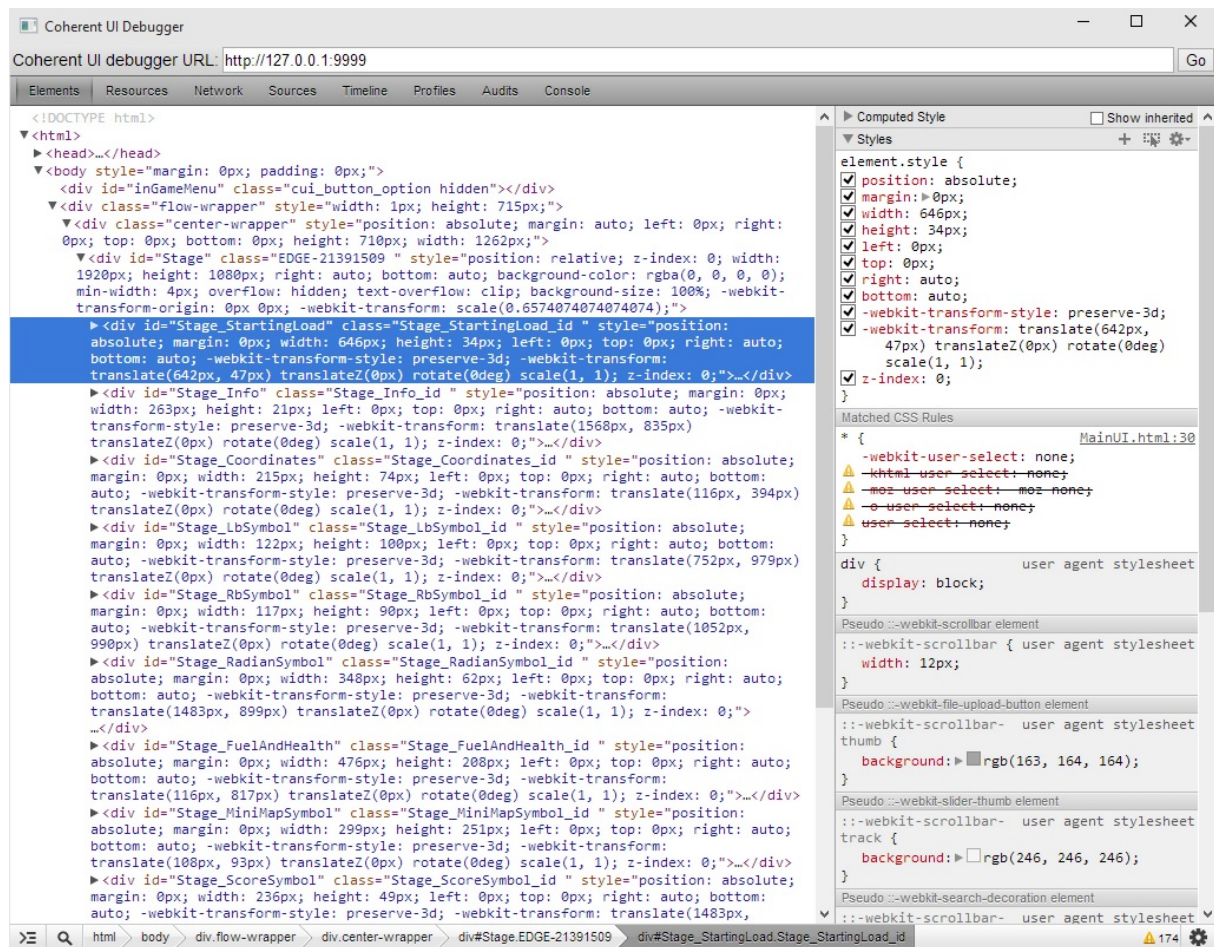 Coherent UI Debugger
Coherent UI debugger URL: http://127.0.0.1:9999 Go
Elements Resources Network Sources Timeline Profiles Audits Console
<!DOCTYPE html>
▼<html>
▶<head>…</head>
▼<body style="margin: 0px; padding: 0px;">
<div id="inGameMenu" class="cui_button_option hidden"></div>
▼<div class="flow-wrapper" style="width: 1px; height: 715px;">
▼<div class="center-wrapper" style="position: absolute; margin: auto; left: 0px; right:
0px; top: 0px; bottom: 0px; height: 710px; width: 1262px;">
▼<div id="Stage" class="EDGE-21391509 " style="position: relative; z-index: 0; width:
1920px; height: 1080px; right: auto; bottom: auto; background-color: rgba(0, 0, 0, 0);
min-width: 4px; overflow: hidden; text-overflow: clip; background-size: 100%; -webkit-
transform-origin: 0px 0px; -webkit-transform: scale(0.6574074074074074);">
▶<div id="Stage_StartingLoad" class="Stage_StartingLoad_id " style="position:
absolute; margin: 0px; width: 646px; height: 34px; left: 0px; top: 0px; right: auto;
bottom: auto; -webkit-transform-style: preserve-3d; -webkit-transform:
translate(642px, 47px) translateZ(0px) rotate(0deg) scale(1, 1); z-index: 0;">…</div>
▶<div id="Stage_Info" class="Stage_Info_id " style="position: absolute; margin: 0px;
width: 263px; height: 21px; left: 0px; top: 0px; right: auto; bottom: auto; -webkit-
transform-style: preserve-3d; -webkit-transform: translate(1568px, 835px)
translateZ(0px) rotate(0deg) scale(1, 1); z-index: 0;">…</div>
▶<div id="Stage_Coordinates" class="Stage_Coordinates_id " style="position: absolute;
margin: 0px; width: 215px; height: 74px; left: 0px; top: 0px; right: auto; bottom:
auto; -webkit-transform-style: preserve-3d; -webkit-transform: translate(116px, 394px)
translateZ(0px) rotate(0deg) scale(1, 1); z-index: 0;">…</div>
▶<div id="Stage_LbSymbol" class="Stage_LbSymbol_id " style="position: absolute;
margin: 0px; width: 122px; height: 100px; left: 0px; top: 0px; right: auto; bottom:
auto; -webkit-transform-style: preserve-3d; -webkit-transform: translate(752px, 979px)
translateZ(0px) rotate(0deg) scale(1, 1); z-index: 0;">…</div>
▶<div id="Stage_RbSymbol" class="Stage_RbSymbol_id " style="position: absolute;
margin: 0px; width: 117px; height: 90px; left: 0px; top: 0px; right: auto; bottom:
auto; -webkit-transform-style: preserve-3d; -webkit-transform: translate(1052px,
990px) translateZ(0px) rotate(0deg) scale(1, 1); z-index: 0;">…</div>
▶<div id="Stage_RadianSymbol" class="Stage_RadianSymbol_id " style="position:
absolute; margin: 0px; width: 348px; height: 62px; left: 0px; top: 0px; right: auto;
bottom: auto; -webkit-transform-style: preserve-3d; -webkit-transform:
translate(1483px, 899px) translateZ(0px) rotate(0deg) scale(1, 1); z-index: 0;">
…</div>
▶<div id="Stage_FuelAndHealth" class="Stage_FuelAndHealth_id " style="position:
absolute; margin: 0px; width: 476px; height: 208px; left: 0px; top: 0px; right: auto;
bottom: auto; -webkit-transform-style: preserve-3d; -webkit-transform:
translate(116px, 817px) translateZ(0px) rotate(0deg) scale(1, 1); z-index: 0;">…</div>
▶<div id="Stage_MiniMapSymbol" class="Stage_MiniMapSymbol_id " style="position:
absolute; margin: 0px; width: 299px; height: 251px; left: 0px; top: 0px; right: auto;
bottom: auto; -webkit-transform-style: preserve-3d; -webkit-transform:
translate(108px, 93px) translateZ(0px) rotate(0deg) scale(1, 1); z-index: 0;">…</div>
▶<div id="Stage_ScoreSymbol" class="Stage_ScoreSymbol_id " style="position: absolute;
margin: 0px; width: 236px; height: 49px; left: 0px; top: 0px; right: auto; bottom:
auto; -webkit-transform-style: preserve-3d; -webkit-transform: translate(1483px,
▶ Computed Style Show inherited
▼ Styles
element.style {
position: absolute;
margin:▶0px;
width: 646px;
height: 34px;
left: 0px;
top: 0px;
right: auto;
bottom: auto;
-webkit-transform-style: preserve-3d;
-webkit-transform: translate(642px,
47px) translateZ(0px) rotate(0deg)
scale(1, 1);
z-index: 0;
}
Matched CSS Rules
* { MainUI.html:30
-webkit-user-select: none;
-khtml-user-select: none;
-moz-user-select: -moz-none;
-o-user-select: none;
user-select: none;
}
div { user agent stylesheet
display: block;
}
Pseudo ::-webkit-scrollbar element
::-webkit-scrollbar { user agent stylesheet
width: 12px;
}
Pseudo ::-webkit-file-upload-button element
::-webkit-scrollbar- user agent stylesheet
thumb {
background:▶rgb(163, 164, 164);
}
Pseudo ::-webkit-slider-thumb element
::-webkit-scrollbar- user agent stylesheet
track {
background:▶rgb(246, 246, 246);
}
Pseudo ::-webkit-search-decoration element
::-webkit-scrollbar- user agent stylesheet
html body div.flow-wrapper div.center-wrapper div#Stage.EDGE-21391509 div#Stage_StartingLoad.Stage_StartingLoad_id 174